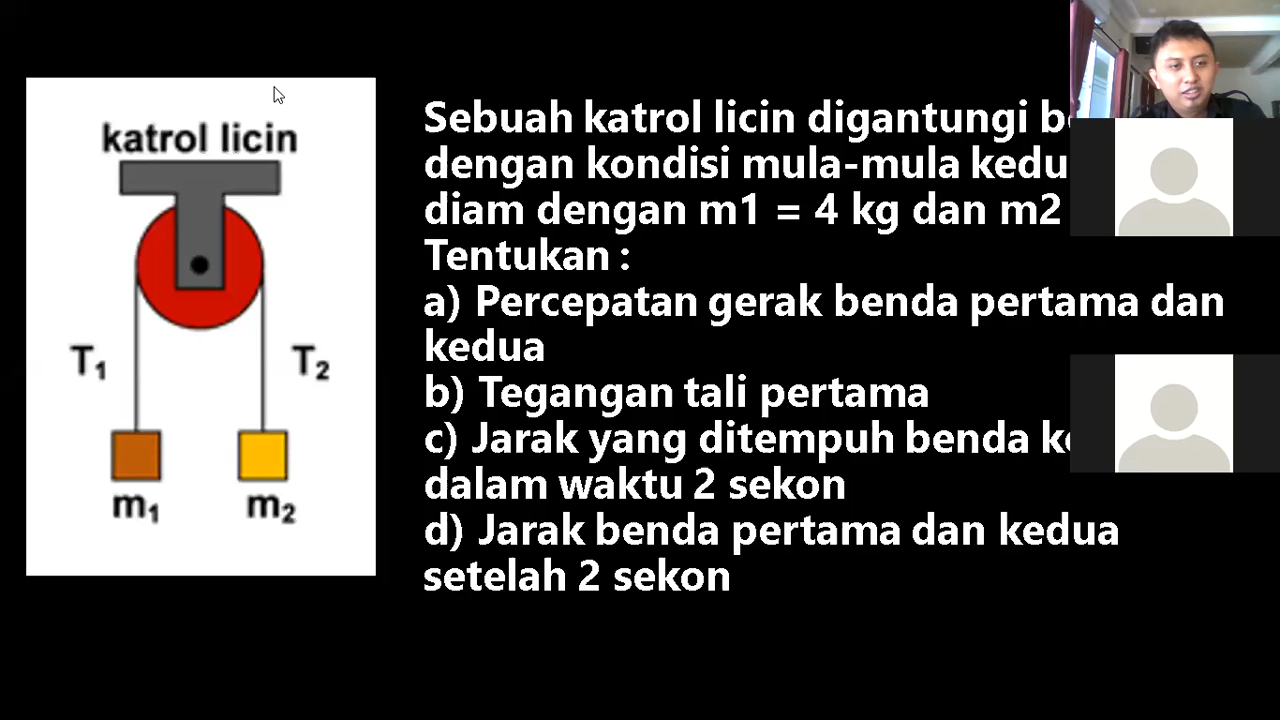 katrol licin
T₁
T₂
m₁
m₂
Sebuah katrol licin digantungi
dengan kondisi mula-mula
diam dengan m1 = 4 kg dan m2
Tentukan :
a) Percepatan gerak benda pertama dan
kedua
b) Tegangan tali pertama
c) Jarak yang ditempuh benda
dalam waktu 2 sekon
d) Jarak benda pertama dan kedua
setelah 2 sekon